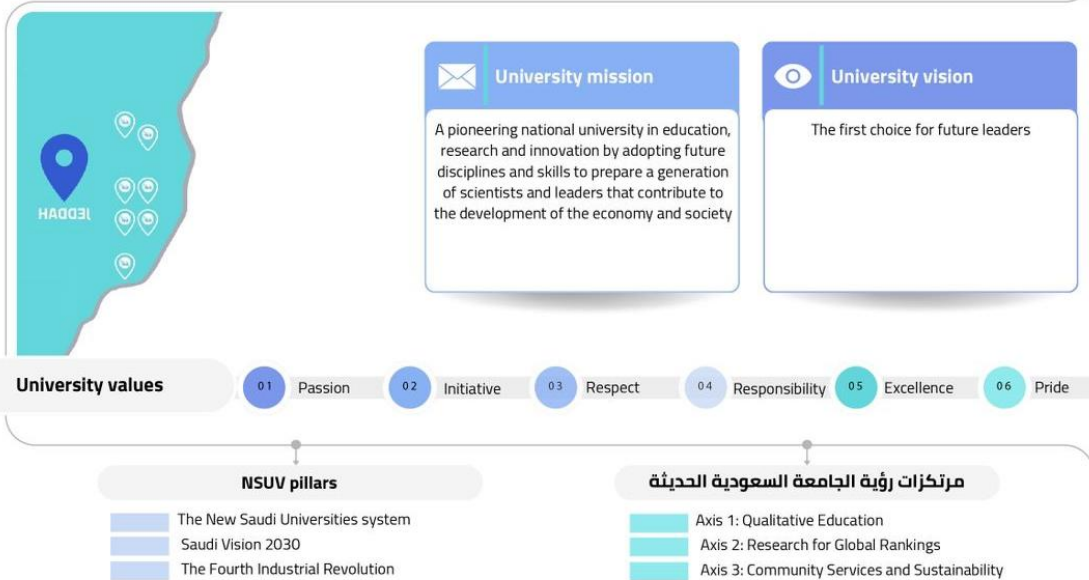 JEDDAH
University mission
A pioneering national university in education,
research and innovation by adopting future
disciplines and skills to prepare a generation
of scientists and leaders that contribute to
the development of the economy and society
University vision
The first choice for future leaders
University values
01 Passion
02 Initiative
03 Respect
04 Responsibility
05 Excellence
06 Pride
NSUV pillars
The New Saudi Universities system
Saudi Vision 2030
The Fourth Industrial Revolution
مرتكزات رؤية الجامعة السعودية الحديثة
Axis 1: Qualitative Education
Axis 2: Research for Global Rankings
Axis 3: Community Services and Sustainability